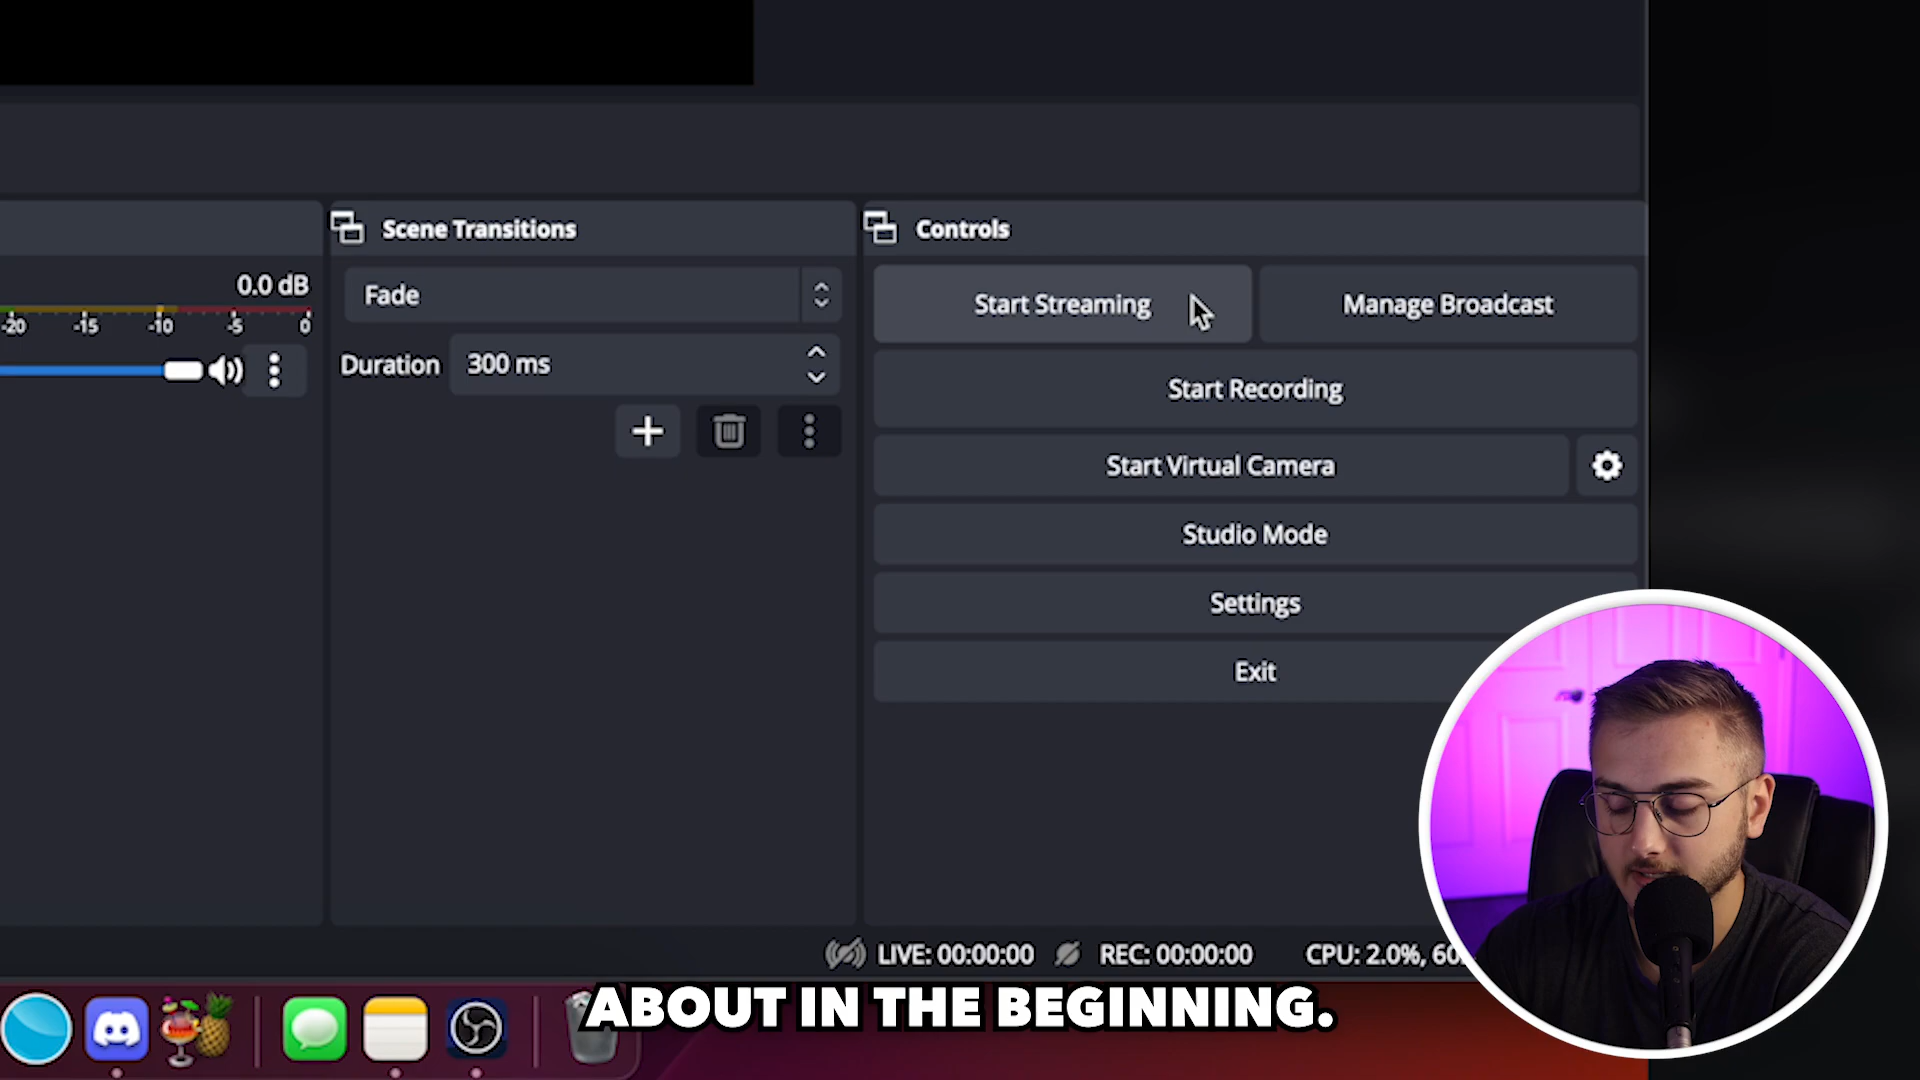 Scene Transitions
Controls
0.0 dB
-20 -15 -10 -5 0
Fade
Duration 300 ms
Start Streaming
Manage Broadcast
Start Recording
Start Virtual Camera
Studio Mode
Settings
Exit
LIVE: 00:00:00 REC: 00:00:00 CPU: 2.0%, 60
ABOUT IN THE BEGINNING.